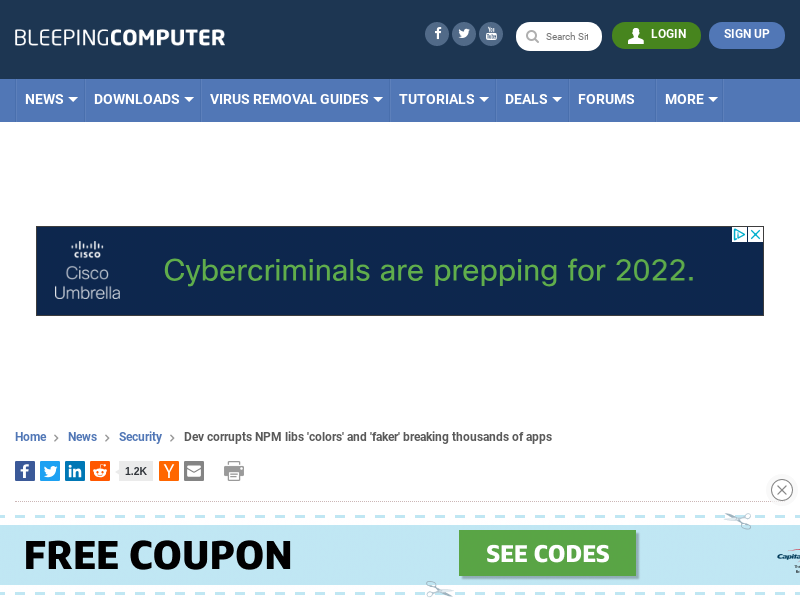 BLEEPINGCOMPUTER
Search Sit
LOGIN
SIGN UP
NEWS DOWNLOADS VIRUS REMOVAL GUIDES TUTORIALS DEALS FORUMS MORE
CISCO
Cisco
Umbrella
Cybercriminals are prepping for 2022.
Home News Security Dev corrupts NPM libs 'colors' and 'faker' breaking thousands of apps
1.2K
FREE COUPON
SEE CODES